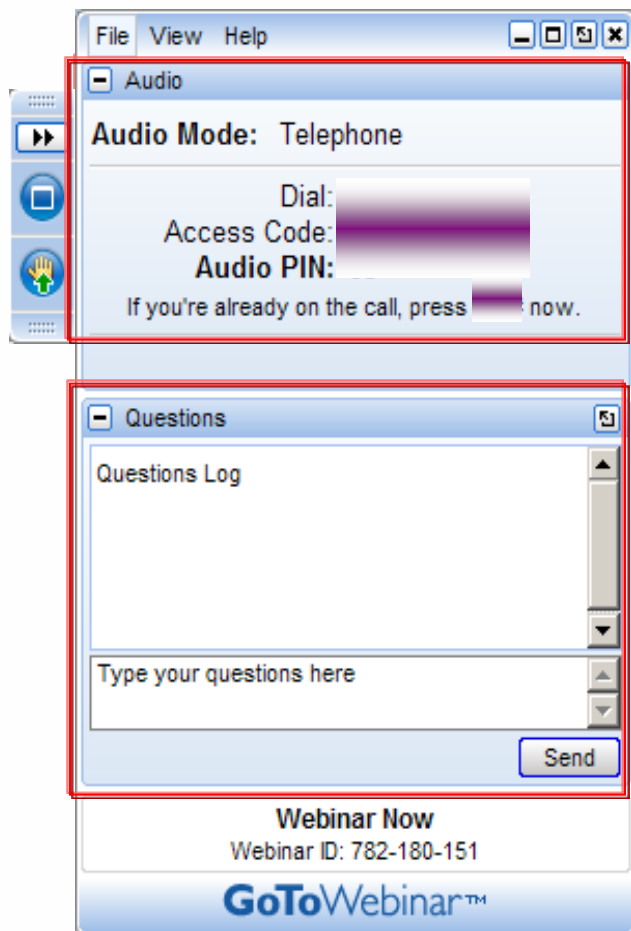 File View Help
Audio
Audio Mode: Telephone
Dial:
Access Code:
Audio PIN:
If you're already on the call, press now.
Questions
Questions Log
Type your questions here
Send
Webinar Now
Webinar ID: 782-180-151
GoToWebinar™